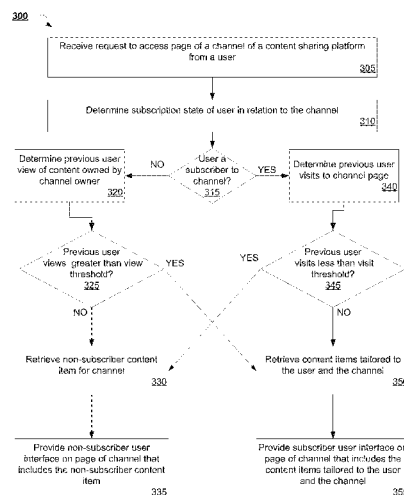 300
Receive request to access page of a channel of a content sharing platform
from a user
305
Determine subscription state of user in relation to the channel
310
Determine previous user
view of content owned by
channel owner
320
NO
User a
subscriber to
channel?
315
YES
Determine previous user
visits to channel page
340
Previous user
views greater than view
threshold?
325
YES
YES
Previous user
visits less than visit
threshold?
345
NO
NO
Retrieve non-subscriber content
item for channel
330
Retrieve content items tailored to
the user and the channel
350
Provide non-subscriber user
interface on page of channel that
includes the non-subscriber content
item
335
Provide subscriber user interface on
page of channel that includes the
content items tailored to the user
and the channel
355